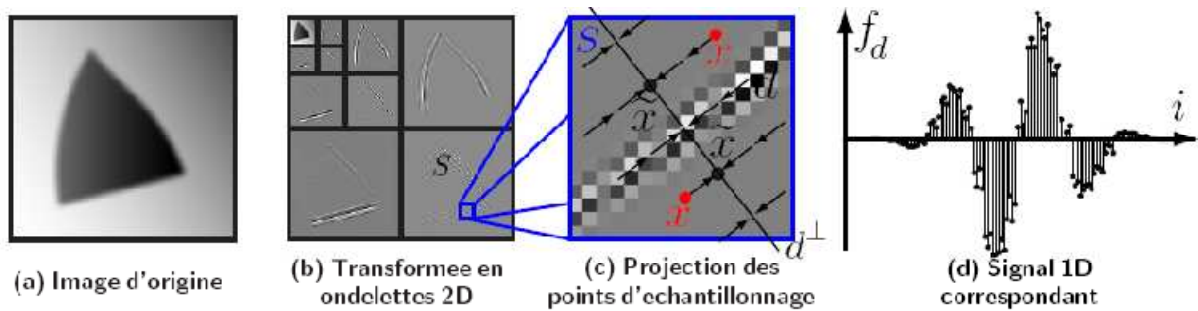 S
S
y
d
x̃
x̃
x
d⊥
f_d
i
(a) Image d'origine
(b) Transformee en
ondelettes 2D
(c) Projection des
points d'echantillonnage
(d) Signal 1D
correspondant